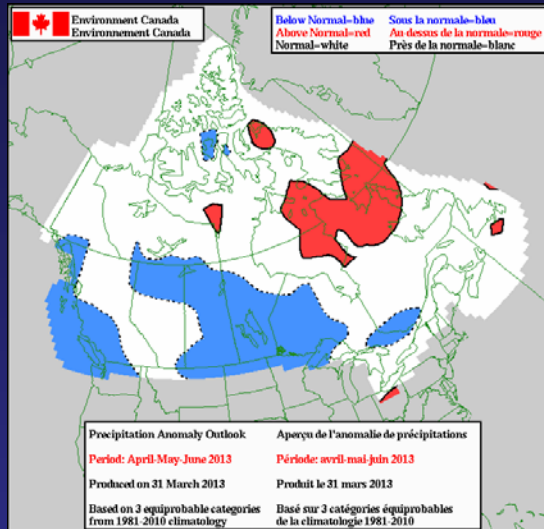 Environment Canada
Environnement Canada
Below Normal=blue Sous la normale=bleu
Above Normal=red Au-dessus de la normale=rouge
Normal=white Près de la normale=blanc
Precipitation Anomaly Outlook Aperçu de l'anomalie de précipitations
Period: April-May-June 2013 Période: avril-mai-juin 2013
Produced on 31 March 2013 Produit le 31 mars 2013
Based on 3 equiprobable categories Basé sur 3 catégories équiprobables
from 1981-2010 climatology de la climatologie 1981-2010